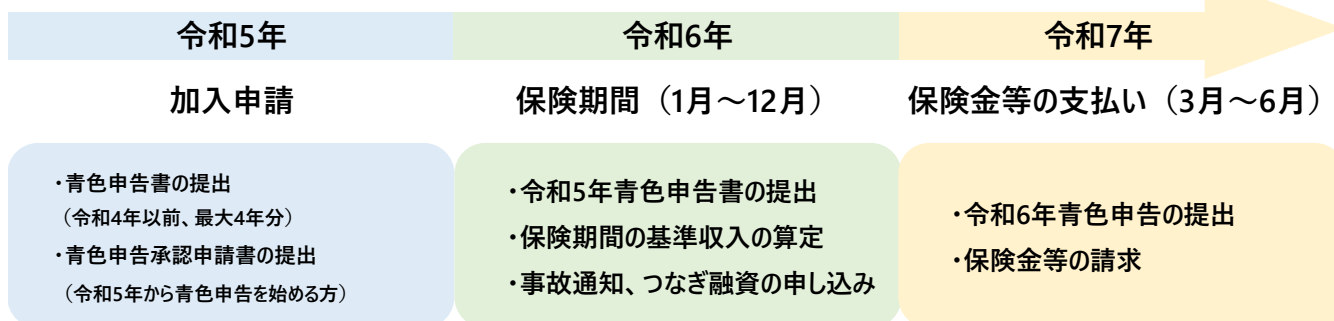 令和5年
令和6年
令和7年
加入申請
保険期間（1月～12月）
保険金等の支払い（3月～6月）
・青色申告書の提出
（令和4年以前、最大4年分）
・青色申告承認申請書の提出
（令和5年から青色申告を始める方）
・令和5年青色申告書の提出
・保険期間の基準収入の算定
・事故通知、つなぎ融資の申し込み
・令和6年青色申告の提出
・保険金等の請求